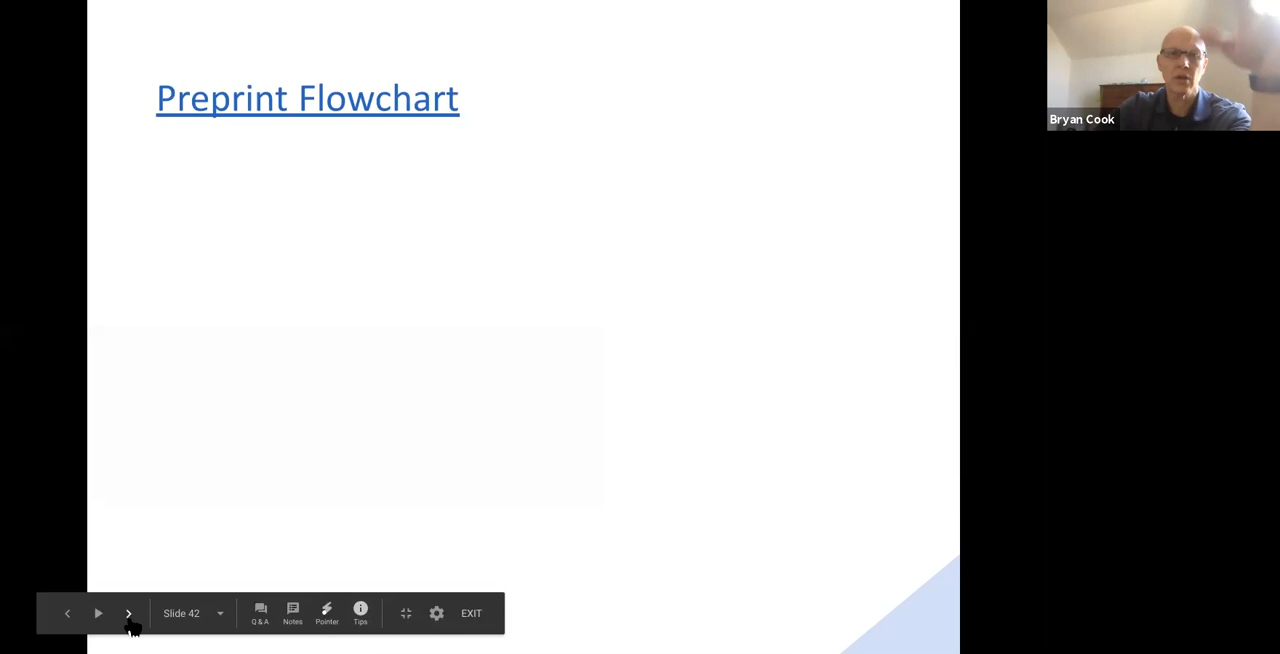 Preprint Flowchart
Bryan Cook
Slide 42
Q & A
Notes
Pointer
Tips
EXIT